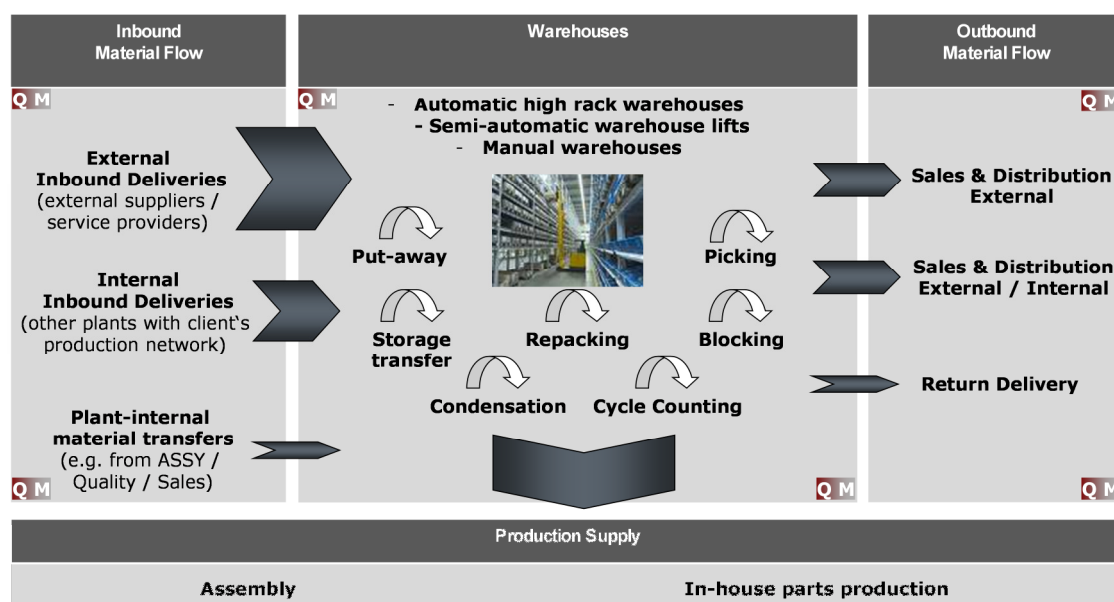 Inbound
Material Flow
Warehouses
Outbound
Material Flow
Q M
Q M
Q M
- Automatic high rack warehouses
- Semi-automatic warehouse lifts
- Manual warehouses
External
Inbound Deliveries
(external suppliers /
service providers)
Sales & Distribution
External
Put-away
Picking
Internal
Inbound Deliveries
(other plants with client‘s
production network)
Sales & Distribution
External / Internal
Storage
transfer
Repacking
Blocking
Condensation
Cycle Counting
Return Delivery
Plant-internal
material transfers
(e.g. from ASSY /
Quality / Sales)
Q M
Q M
Q M
Production Supply
Assembly
In-house parts production